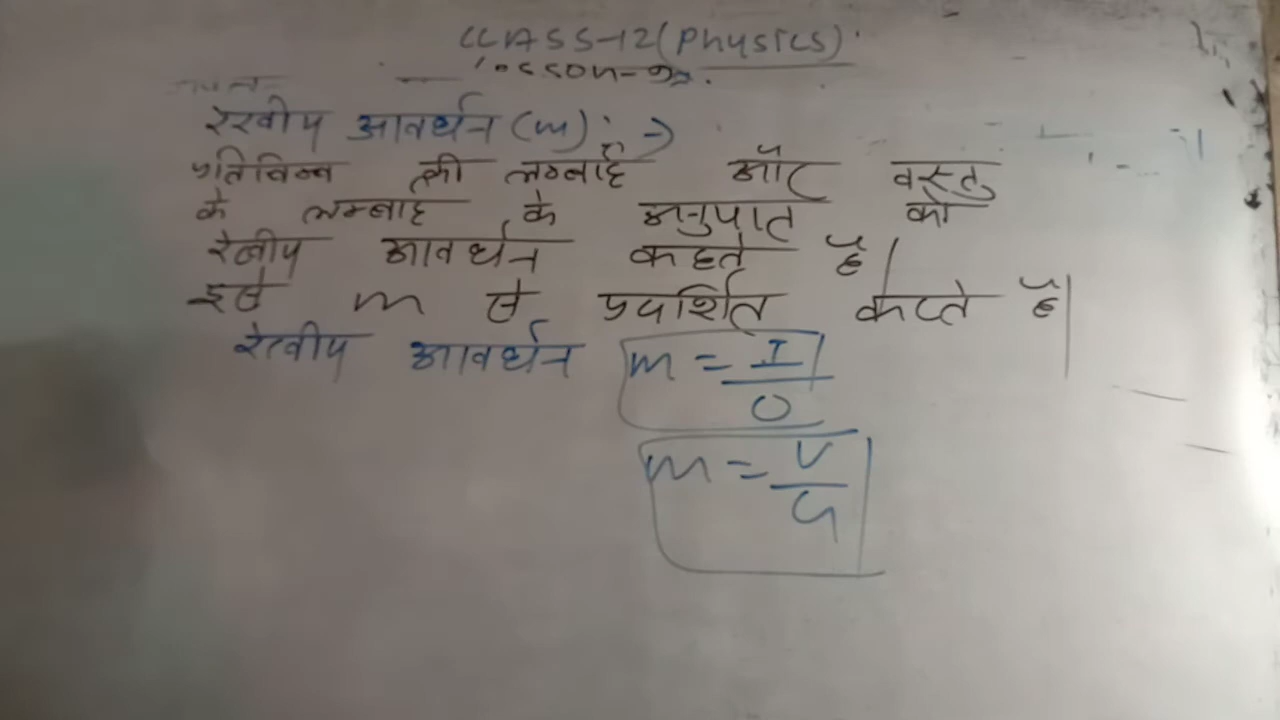 CLASS-12(Physics)
रेखीय आवर्धन (m): →
प्रतिविम्ब की लम्बाई और वस्तु
के लम्बाई के अनुपात को
रेखीय आवर्धन कहते हैं।
इसे m से प्रदर्शित करते हैं।
रेखीय आवर्धन m = I/O
m = v/u